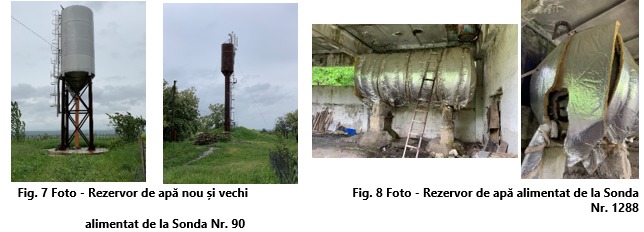 Fig. 7 Foto - Rezervor de apă nou și vechi
alimentat de la Sonda Nr. 90
Fig. 8 Foto - Rezervor de apă alimentat de la Sonda
Nr. 1288